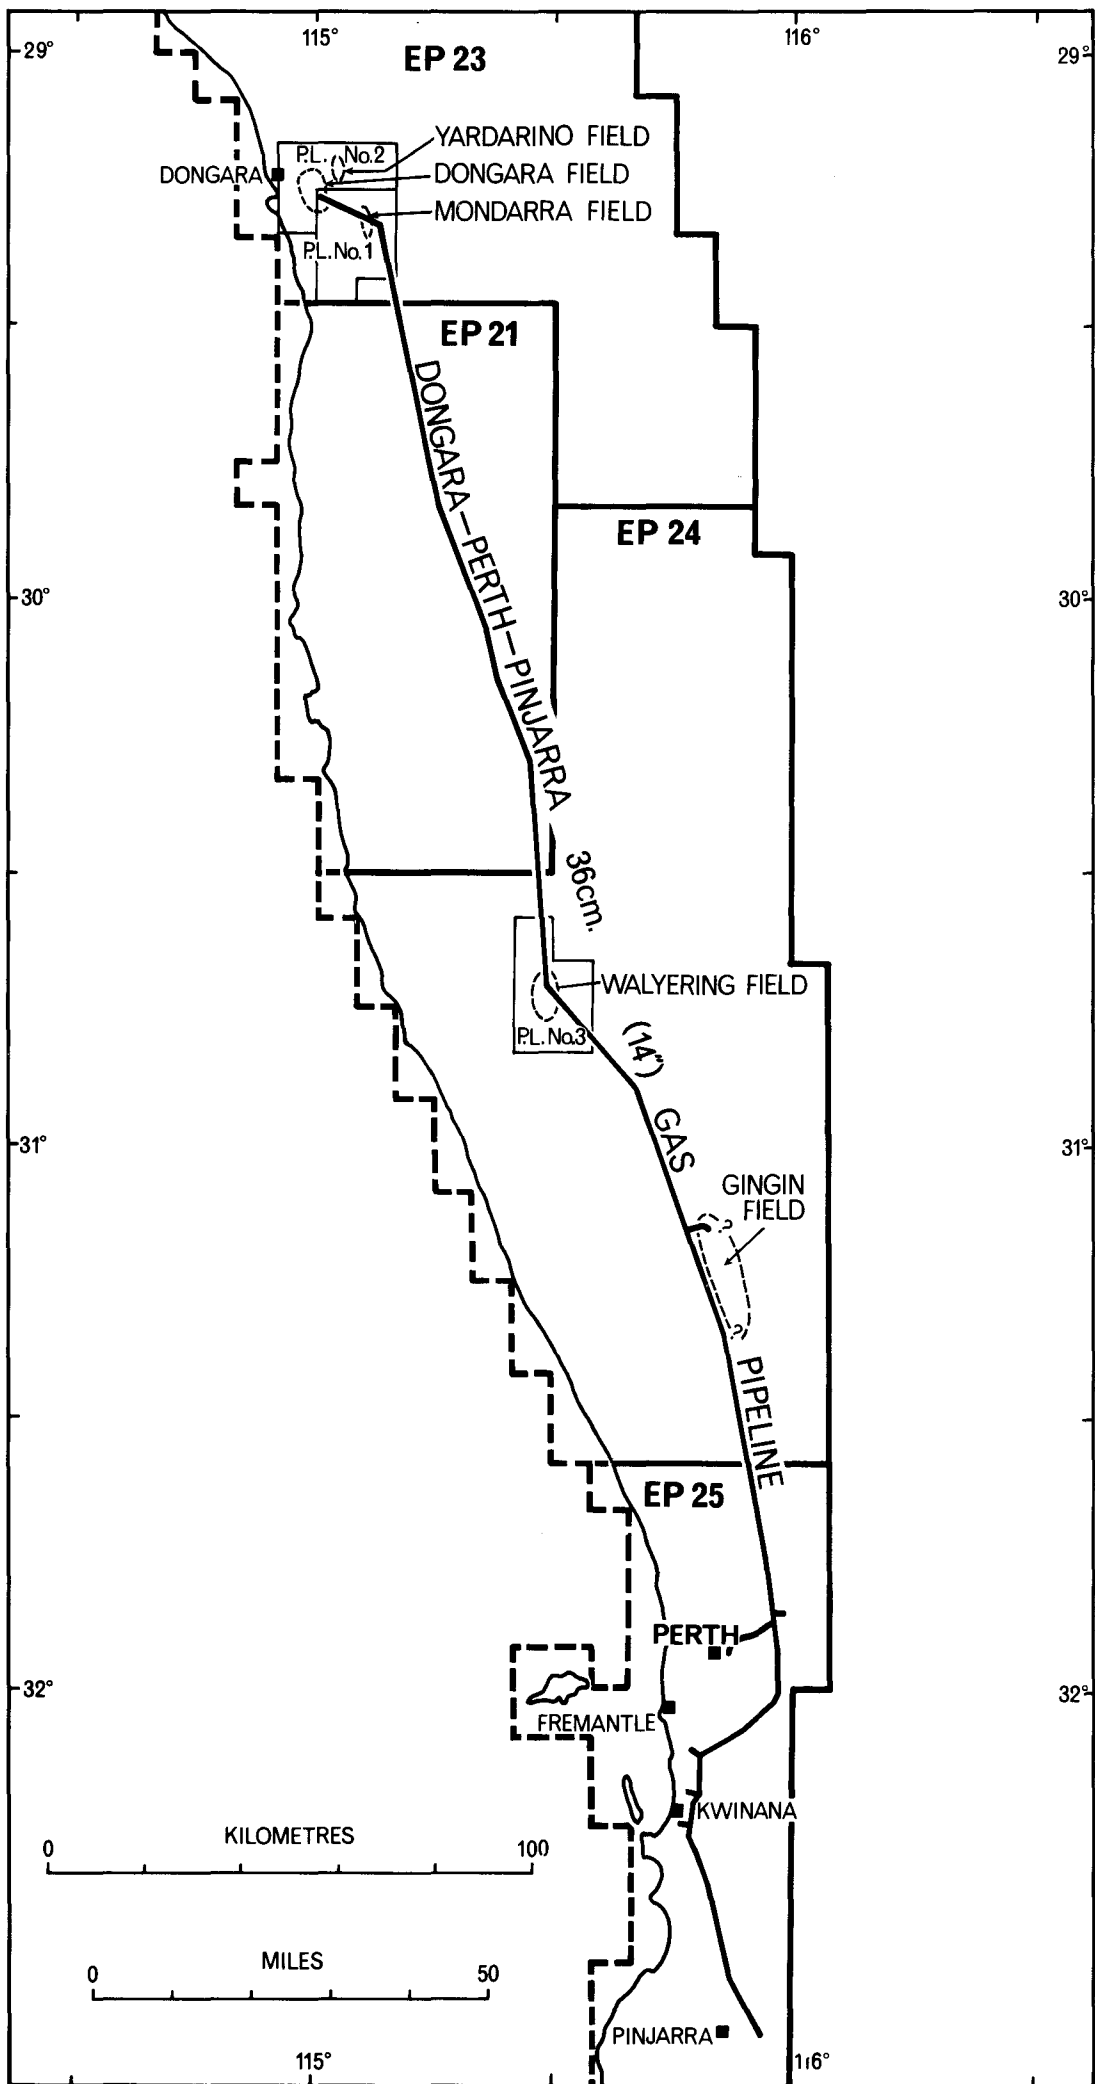 115°
116°
29°
EP 23
29°
YARDARINO FIELD
P.L. No.2
DONGARA
DONGARA FIELD
MONDARRA FIELD
P.L. No.1
EP 21
DONGARA—PERTH—PINJARRA
EP 24
30°
30°
36cm.
WALYERING FIELD
P.L. No.3
(14")
GAS
31°
31°
GINGIN
FIELD
?
?
PIPELINE
EP 25
PERTH
32°
32°
FREMANTLE
KWINANA
KILOMETRES
0
100
MILES
0
50
PINJARRA
115°
116°